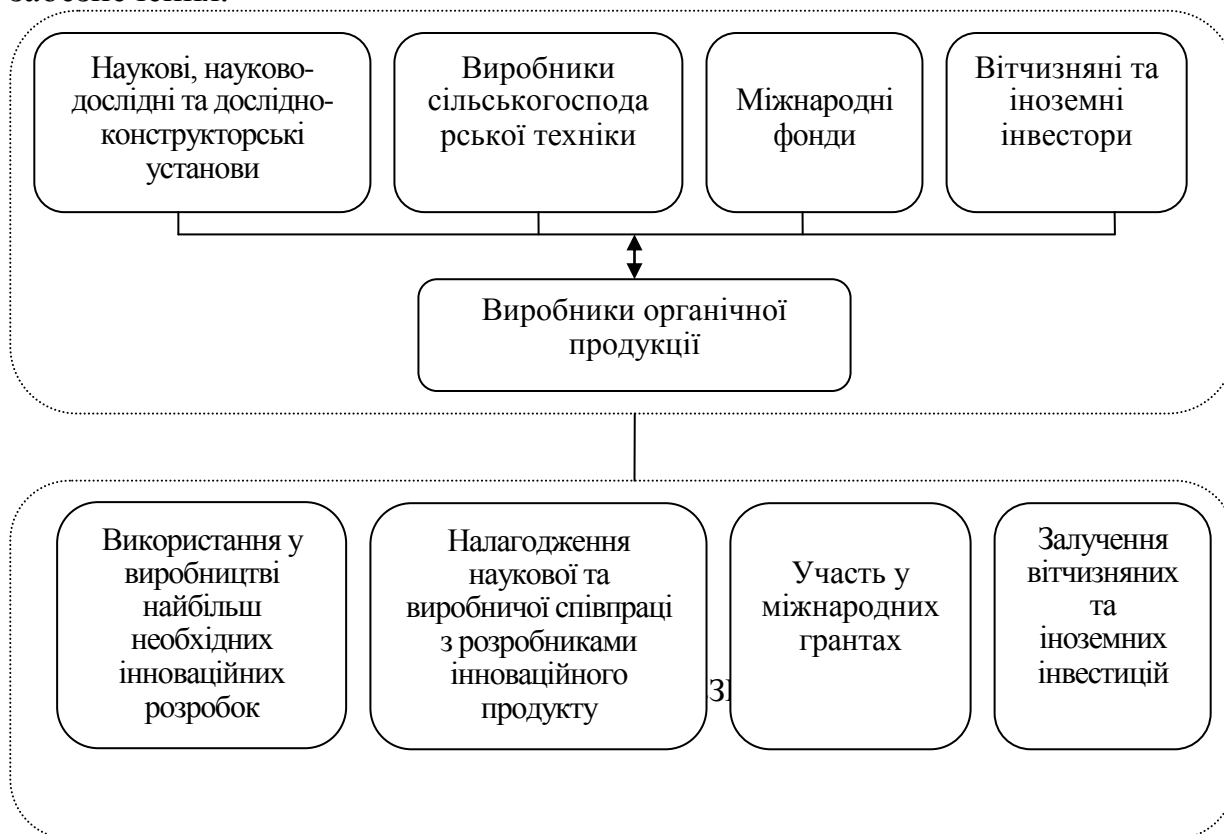 Наукові, науково-
дослідні та дослідно-
конструкторські
установи
Виробники
сільськогоспода
рської техніки
Міжнародні
фонди
Вітчизняні та
іноземні
інвестори
Виробники органічної
продукції
Використання у
виробництві
найбільш
необхідних
інноваційних
розробок
Налагодження
наукової та
виробничої співпраці
з розробниками
інноваційного
продукту
Участь у
міжнародних
грантах
Залучення
вітчизняних
та
іноземних
інвестицій